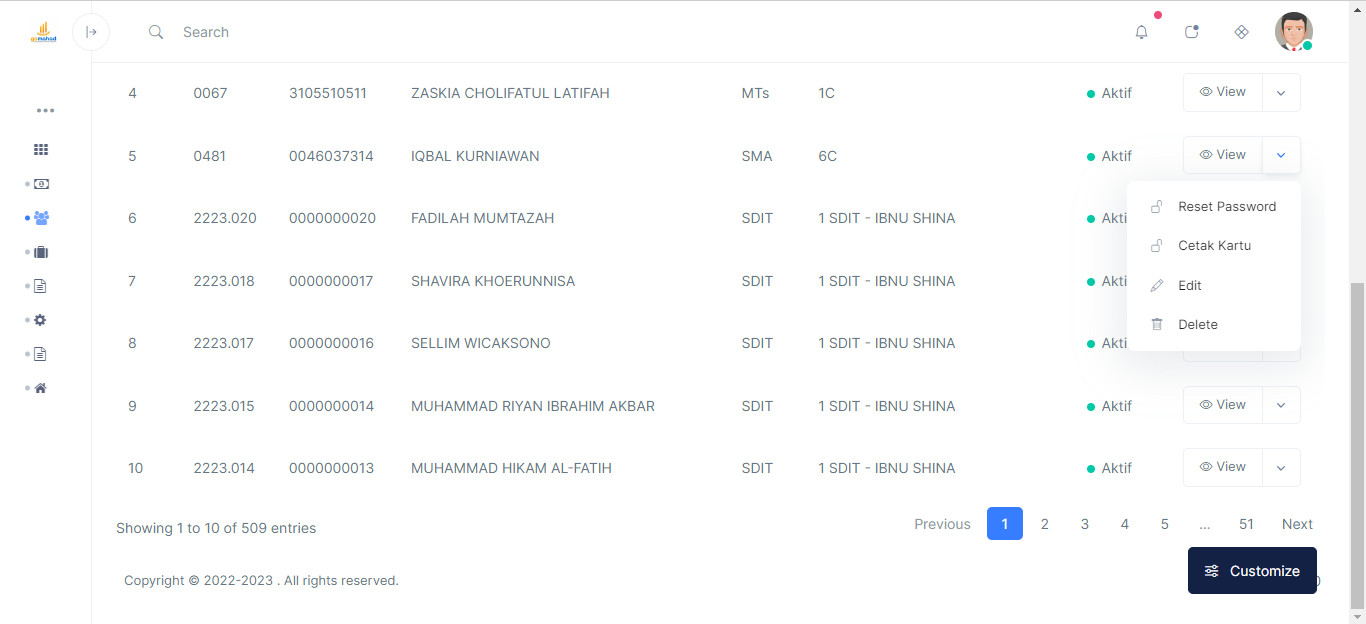 qomahad
Search
4 0067 3105510511 ZASKIA CHOLIFATUL LATIFAH MTs 1C Aktif View
5 0481 0046037314 IQBAL KURNIAWAN SMA 6C Aktif View
6 2223.020 0000000020 FADILAH MUMTAZAH SDIT 1 SDIT - IBNU SHINA Akti
Reset Password
Cetak Kartu
Edit
Delete
7 2223.018 0000000017 SHAVIRA KHOERUNNISA SDIT 1 SDIT - IBNU SHINA Akti
8 2223.017 0000000016 SELLIM WICAKSONO SDIT 1 SDIT - IBNU SHINA Akti
9 2223.015 0000000014 MUHAMMAD RIYAN IBRAHIM AKBAR SDIT 1 SDIT - IBNU SHINA Aktif View
10 2223.014 0000000013 MUHAMMAD HIKAM AL-FATIH SDIT 1 SDIT - IBNU SHINA Aktif View
Showing 1 to 10 of 509 entries
Previous 1 2 3 4 5 ... 51 Next
Customize
Copyright © 2022-2023 . All rights reserved.